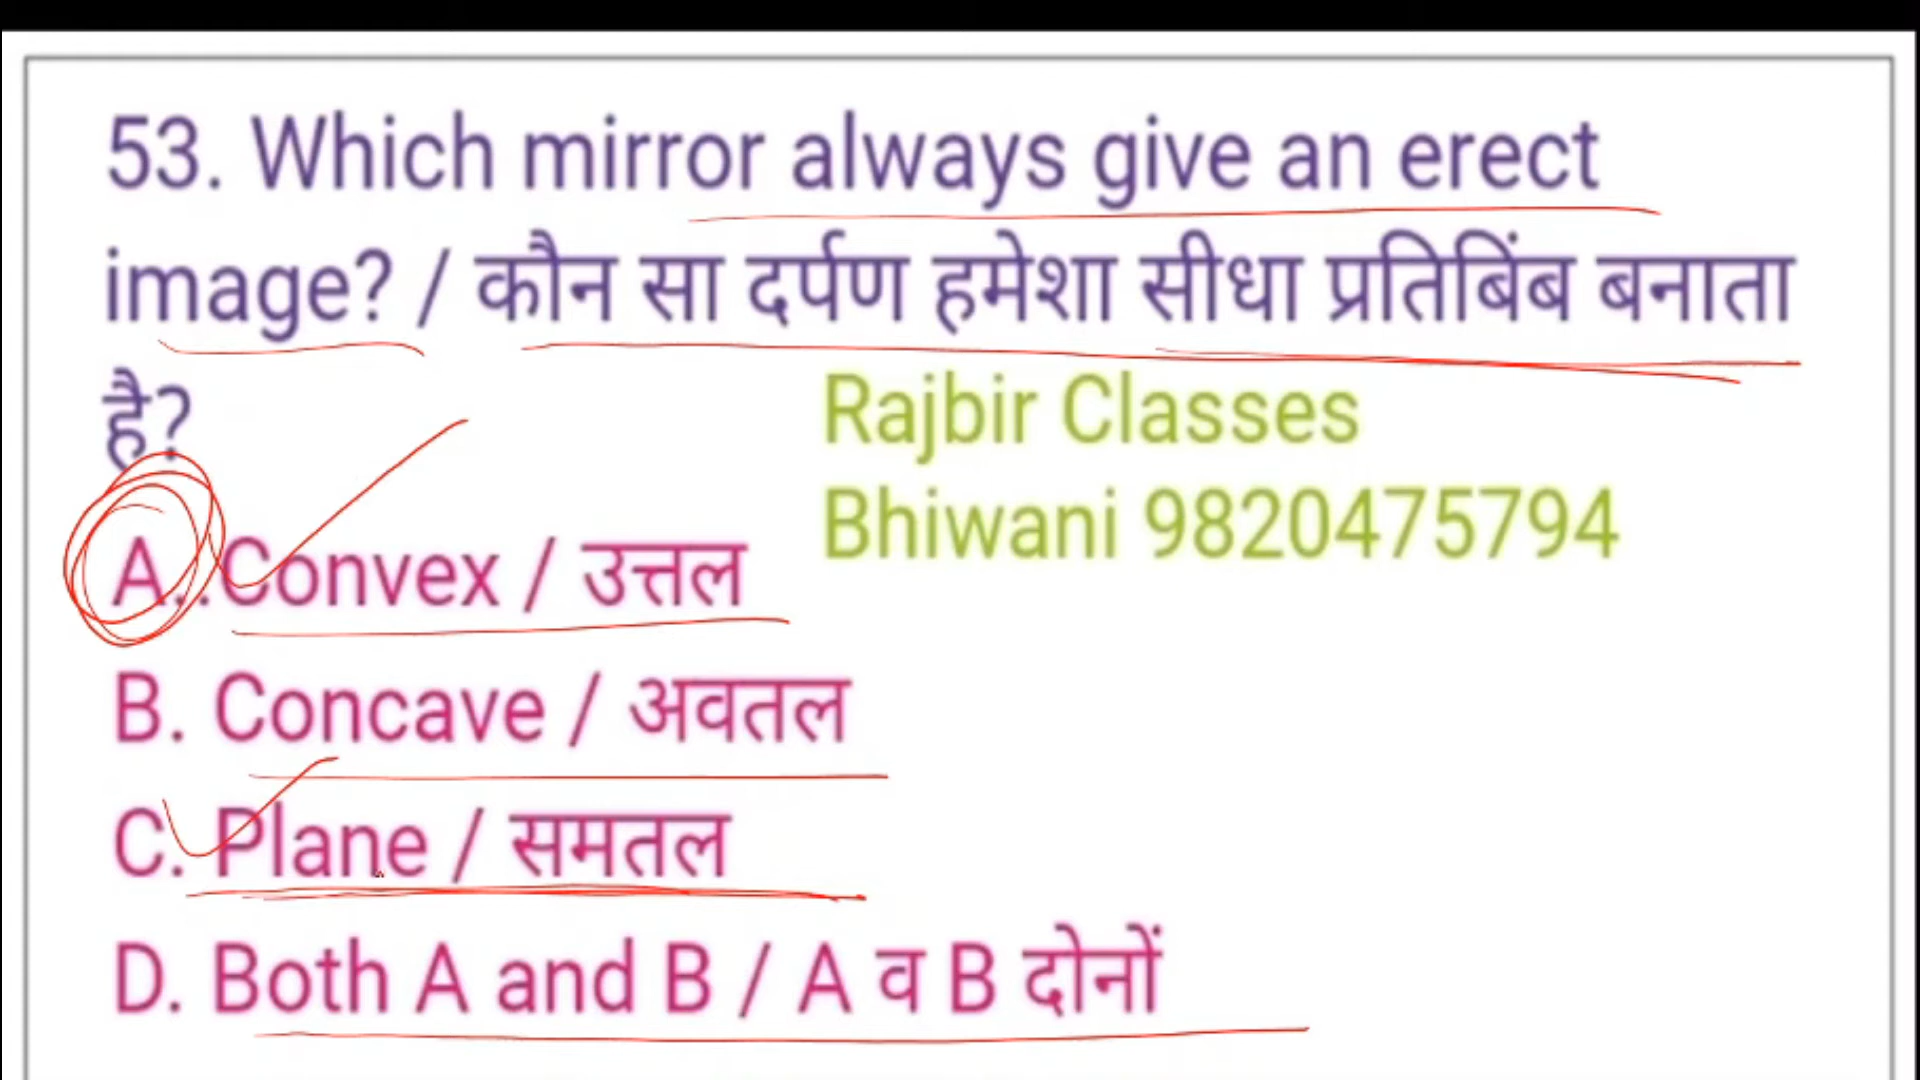 53. Which mirror always give an erect
image? / कौन सा दर्पण हमेशा सीधा प्रतिबिंब बनाता
है?
Rajbir Classes
Bhiwani 9820475794
A..Convex / उत्तल
B. Concave / अवतल
C. Plane / समतल
D. Both A and B / A व B दोनों